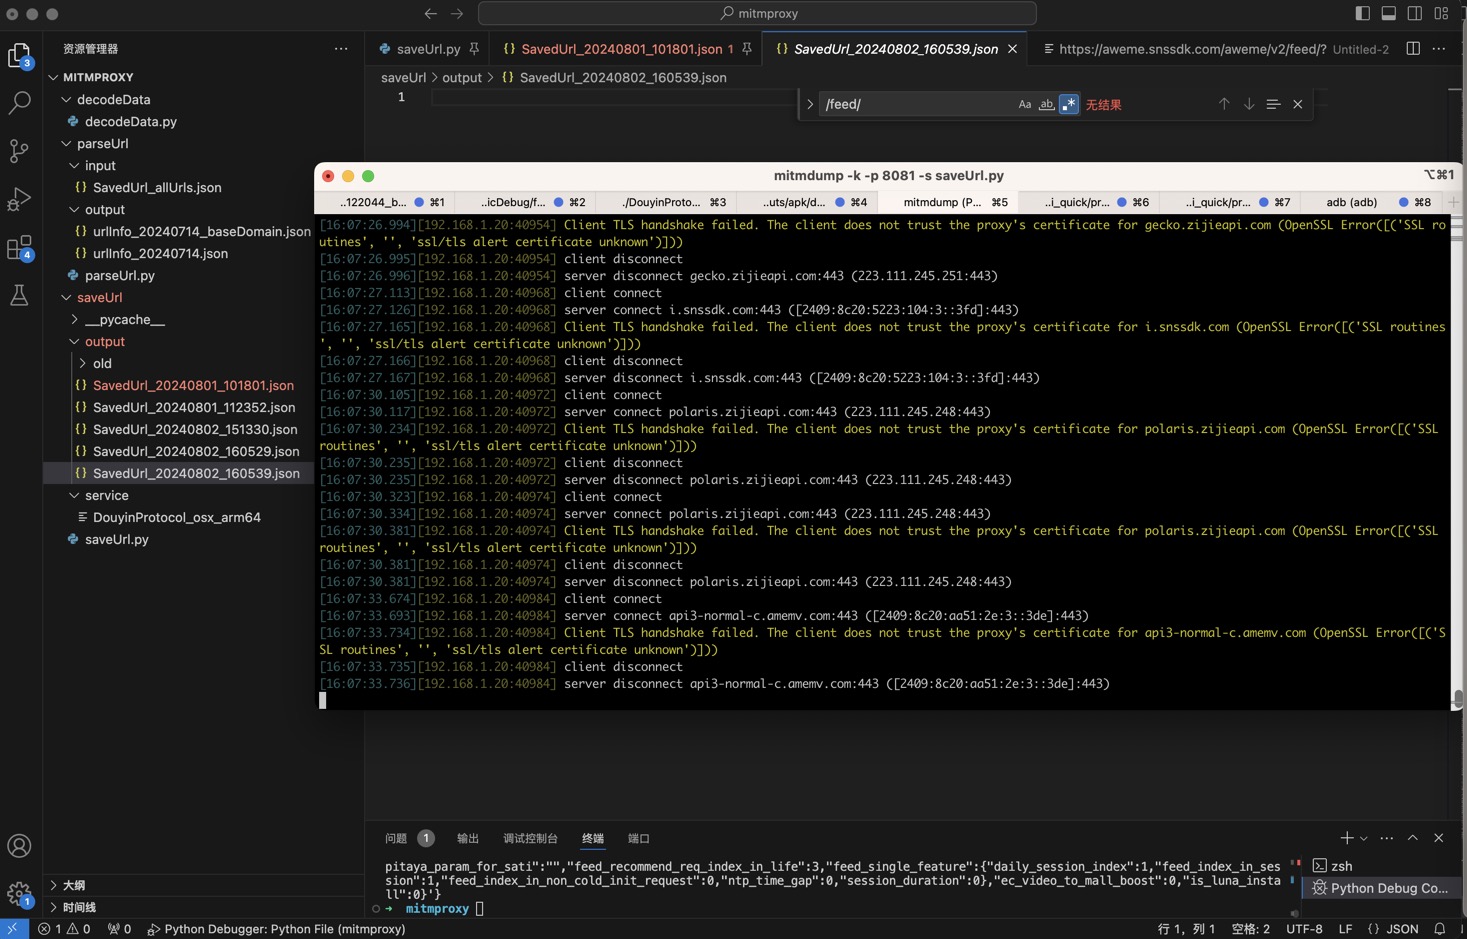 mitmproxy
资源管理器
MITMPROXY
decodeData
decodeData.py
parseUrl
input
SavedUrl_allUrls.json
output
urlInfo_20240714_baseDomain.json
urlInfo_20240714.json
parseUrl.py
saveUrl
__pycache__
output
old
SavedUrl_20240801_101801.json
SavedUrl_20240801_112352.json
SavedUrl_20240802_151330.json
SavedUrl_20240802_160529.json
SavedUrl_20240802_160539.json
service
DouyinProtocol_osx_arm64
saveUrl.py
大纲
时间线
3
4
1
saveUrl.py
{} SavedUrl_20240801_101801.json 1
{} SavedUrl_20240802_160539.json
https://aweme.snssdk.com/aweme/v2/feed/? Untitled-2
saveUrl > output > {} SavedUrl_20240802_160539.json
1
/feed/ Aa ab .* 无结果
mitmdump -k -p 8081 -s saveUrl.py ⌥⌘1
..122044_b... ⌘1 ..icDebug/f... ⌘2 ./DouyinProto... ⌘3 ..uts/apk/d... ⌘4 mitmdump (P... ⌘5 ..i_quick/pr... ⌘6 ..i_quick/pr... ⌘7 adb (adb) ⌘8
[16:07:26.994][192.168.1.20:40954] Client TLS handshake failed. The client does not trust the proxy's certificate for gecko.zijieapi.com (OpenSSL Error([('SSL ro
utines', '', 'ssl/tls alert certificate unknown')]))
[16:07:26.995][192.168.1.20:40954] client disconnect
[16:07:26.996][192.168.1.20:40954] server disconnect gecko.zijieapi.com:443 (223.111.245.251:443)
[16:07:27.113][192.168.1.20:40968] client connect
[16:07:27.126][192.168.1.20:40968] server connect i.snssdk.com:443 ([2409:8c20:5223:104:3::3fd]:443)
[16:07:27.165][192.168.1.20:40968] Client TLS handshake failed. The client does not trust the proxy's certificate for i.snssdk.com (OpenSSL Error([('SSL routines
', '', 'ssl/tls alert certificate unknown')]))
[16:07:27.166][192.168.1.20:40968] client disconnect
[16:07:27.167][192.168.1.20:40968] server disconnect i.snssdk.com:443 ([2409:8c20:5223:104:3::3fd]:443)
[16:07:30.105][192.168.1.20:40972] client connect
[16:07:30.117][192.168.1.20:40972] server connect polaris.zijieapi.com:443 (223.111.245.248:443)
[16:07:30.234][192.168.1.20:40972] Client TLS handshake failed. The client does not trust the proxy's certificate for polaris.zijieapi.com (OpenSSL Error([('SSL
routines', '', 'ssl/tls alert certificate unknown')]))
[16:07:30.235][192.168.1.20:40972] client disconnect
[16:07:30.235][192.168.1.20:40972] server disconnect polaris.zijieapi.com:443 (223.111.245.248:443)
[16:07:30.323][192.168.1.20:40974] client connect
[16:07:30.334][192.168.1.20:40974] server connect polaris.zijieapi.com:443 (223.111.245.248:443)
[16:07:30.381][192.168.1.20:40974] Client TLS handshake failed. The client does not trust the proxy's certificate for polaris.zijieapi.com (OpenSSL Error([('SSL
routines', '', 'ssl/tls alert certificate unknown')]))
[16:07:30.381][192.168.1.20:40974] client disconnect
[16:07:30.381][192.168.1.20:40974] server disconnect polaris.zijieapi.com:443 (223.111.245.248:443)
[16:07:33.674][192.168.1.20:40984] client connect
[16:07:33.693][192.168.1.20:40984] server connect api3-normal-c.amemv.com:443 ([2409:8c20:aa51:2e:3::3de]:443)
[16:07:33.734][192.168.1.20:40984] Client TLS handshake failed. The client does not trust the proxy's certificate for api3-normal-c.amemv.com (OpenSSL Error([('S
SL routines', '', 'ssl/tls alert certificate unknown')]))
[16:07:33.735][192.168.1.20:40984] client disconnect
[16:07:33.736][192.168.1.20:40984] server disconnect api3-normal-c.amemv.com:443 ([2409:8c20:aa51:2e:3::3de]:443)
问题 1 输出 调试控制台 终端 端口
pitaya_param_for_sati":"","feed_recommend_req_index_in_life":3,"feed_single_feature":{"daily_session_index":1,"feed_index_in_ses
sion":1,"feed_index_in_non_cold_init_request":0,"ntp_time_gap":0,"session_duration":0},"ec_video_to_mall_boost":0,"is_luna_insta
ll":0}'}
➜ mitmproxy
zsh
Python Debug Co...
1 0 0 Python Debugger: Python File (mitmproxy)
行 1，列 1 空格: 2 UTF-8 LF {} JSON